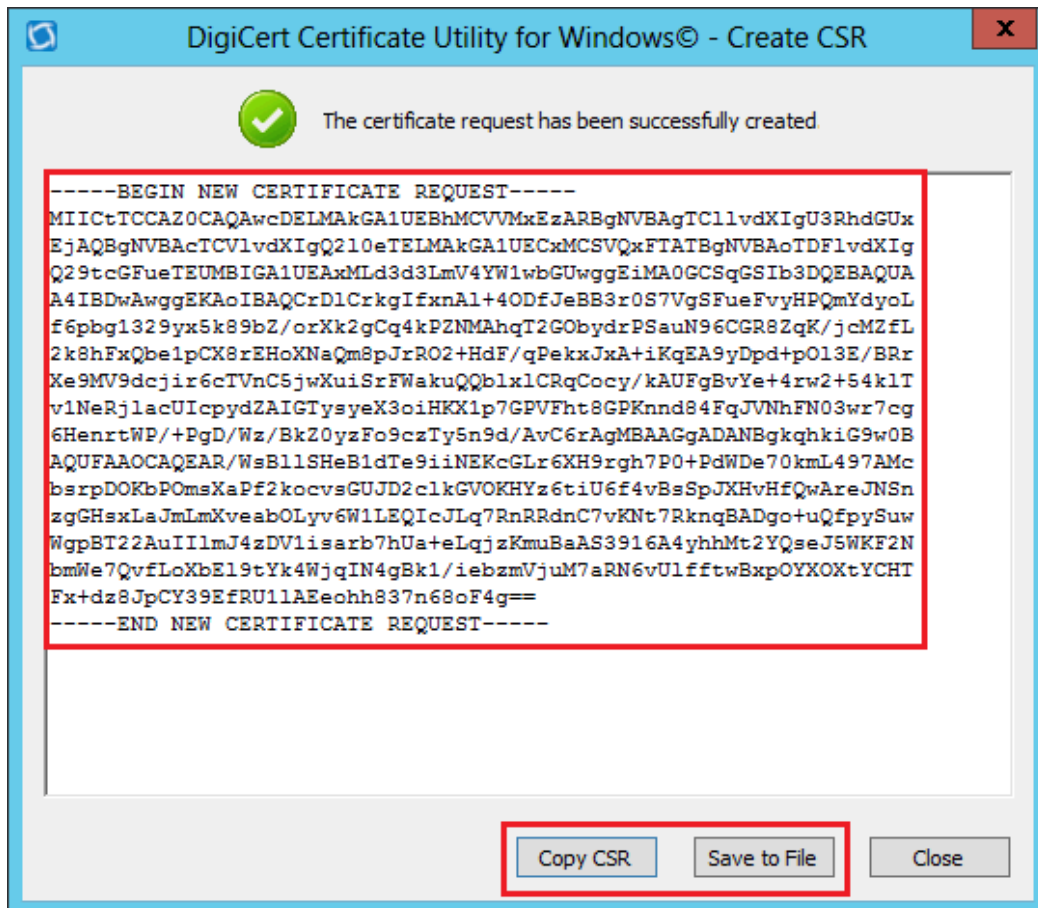 DigiCert Certificate Utility for Windows© - Create CSR
x
The certificate request has been successfully created.
-----BEGIN NEW CERTIFICATE REQUEST-----
MIICtTCCAZ0CAQAwcDELMAkGA1UEBhMCVVMxEzARBgNVBAgTCllvdXIgU3RhdGUx
EjAQBgNVBAcTCVlvdXIgQ2l0eTELMAkGA1UECxMCSVQxFTATBgNVBAoTDFlvdXIg
Q29tcGFueTEUMBIGA1UEAxMLd3d3LmV4YW1wbGUwggEiMA0GCSqGSIb3DQEBAQUA
A4IBDwAwggEKAoIBAQCrDlCrkgIfxnAl+4ODfJeBB3r0S7VgSFueFvyHPQmYdyoL
f6pbg1329yx5k89bZ/orXk2gCq4kPZNMAhqT2GObydrPSauN96CGR8ZqK/jcMZfL
2k8hFxQbe1pCX8rEHoXNaQm8pJrRO2+HdF/qPekxJxA+iKqEA9yDpd+pOl3E/BRr
Xe9MV9dcjir6cTVnC5jwXuiSrFWakuQQblxlCRqCocy/kAUFgBvYe+4rw2+54klT
v1NeRjlacUIcpydZAIGTysyeX3oiHKX1p7GPVFht8GPKnnd84FqJVNhFN03wr7cg
6HenrtWP/+PgD/Wz/BkZ0yzFo9czTy5n9d/AvC6rAgMBAAGgADANBgkqhkiG9w0B
AQUFAAOCAQEAR/WsBllSHeB1dTe9iiNEKcGLr6XH9rgh7P0+PdWDe70kmL497AMc
bsrpDOKbPOmsXaPf2kocvsGUJD2clkGVOKHYz6tiU6f4vBsSpJXHvHfQwAreJNSn
zgGHsxLaJmLmXveabOLyv6W1LEQIcJLq7RnRRdnC7vKNt7RknqBADgo+uQfpySuw
WgpBT22AuIIlmJ4zDV1isarb7hUa+eLqjzKmuBaAS3916A4yhhMt2YQseJ5WKF2N
bmWe7QvfLoXbEl9tYk4WjqIN4gBk1/iebzmVjuM7aRN6vUlfftwBxpOYXOXtYCHT
Fx+dz8JpCY39EfRU1lAEeohh837n68oF4g==
-----END NEW CERTIFICATE REQUEST-----
Copy CSR
Save to File
Close